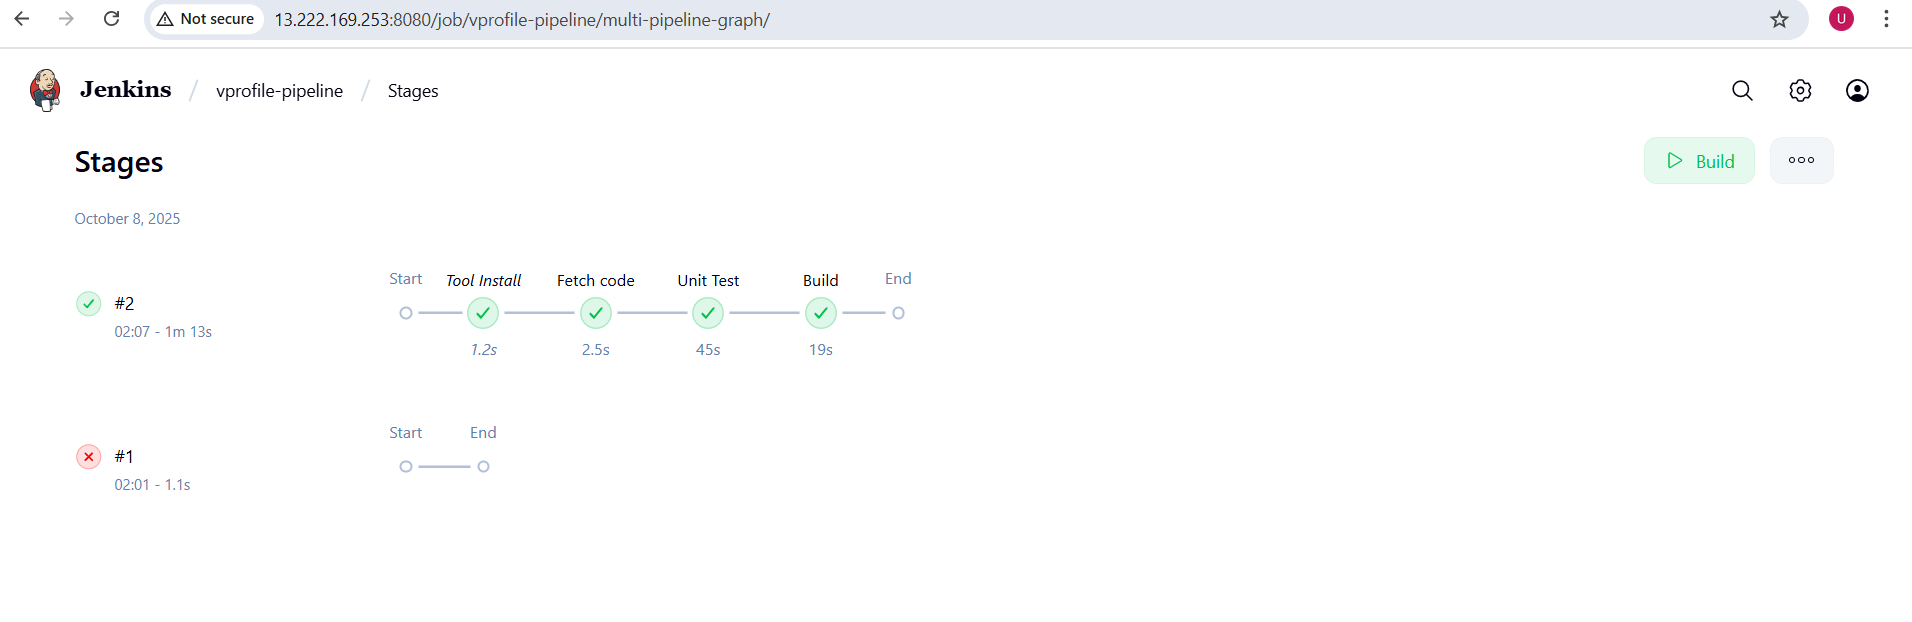 Not secure 13.222.169.253:8080/job/vprofile-pipeline/multi-pipeline-graph/
U
Jenkins / vprofile-pipeline / Stages
Stages
Build
October 8, 2025
Start Tool Install Fetch code Unit Test Build End
#2
02:07 - 1m 13s
1.2s 2.5s 45s 19s
Start End
#1
02:01 - 1.1s